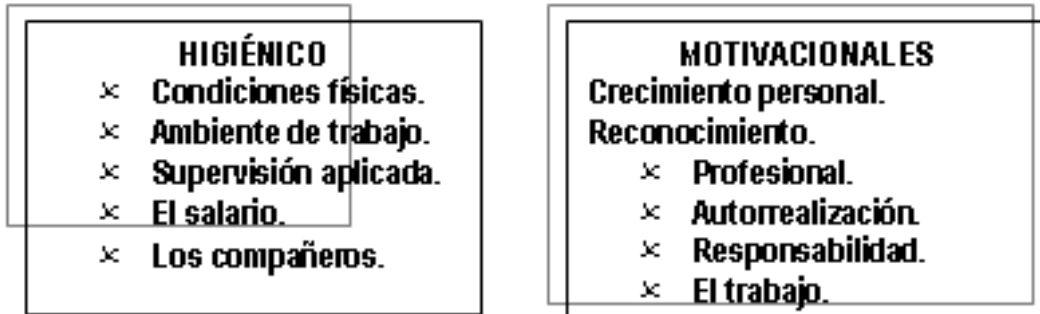 HIGIÉNICO
× Condiciones físicas.
× Ambiente de trabajo.
× Supervisión aplicada.
× El salario.
× Los compañeros.
MOTIVACIONALES
Crecimiento personal.
Reconocimiento.
× Profesional.
× Autorrealización.
× Responsabilidad.
× El trabajo.